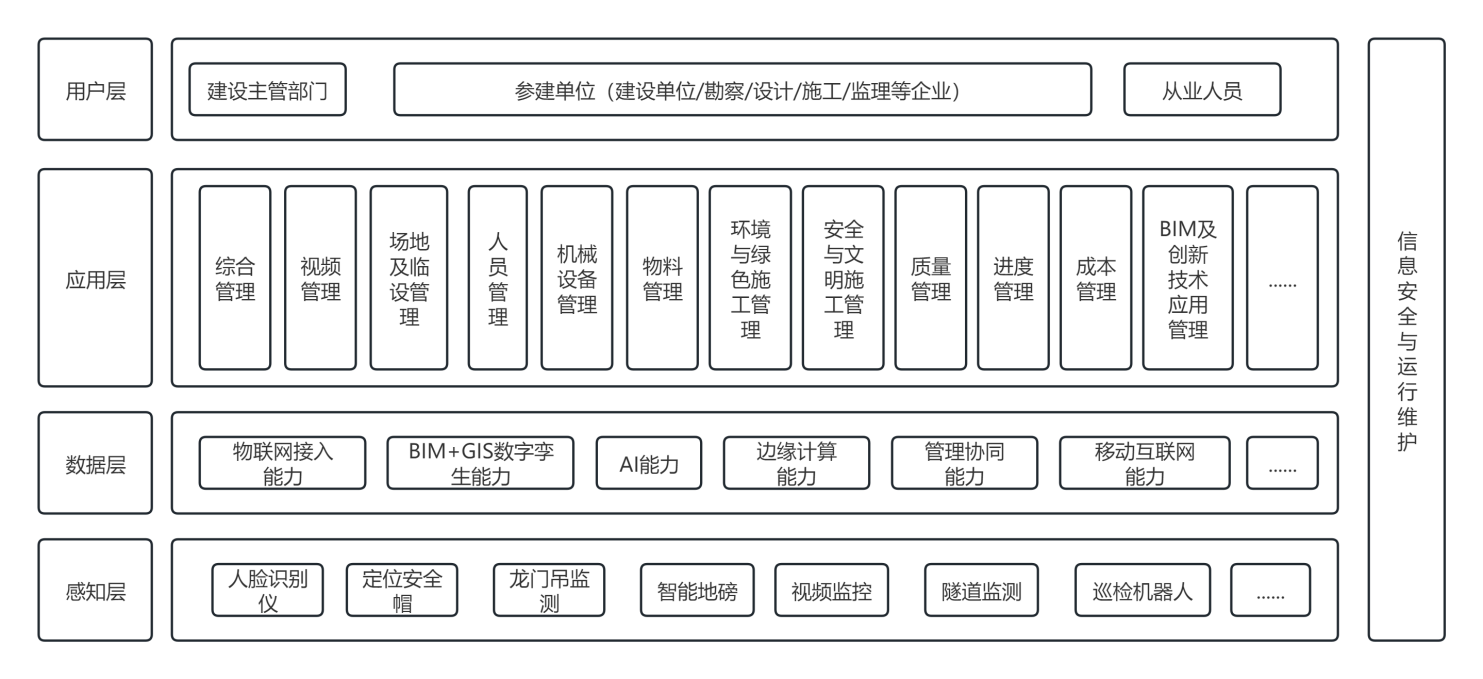 用户层
建设主管部门
参建单位（建设单位/勘察/设计/施工/监理等企业）
从业人员
应用层
综合
管理
视频
管理
场地
及临
设管
理
人
员
管
理
机械
设备
管理
物料
管理
环境
与绿
色施
工管
理
安全
与文
明施
工管
理
质量
管理
进度
管理
成本
管理
BIM及
创新
技术
应用
管理
......
数据层
物联网接入
能力
BIM+GIS数字孪
生能力
AI能力
边缘计算
能力
管理协同
能力
移动互联网
能力
......
感知层
人脸识别
仪
定位安全
帽
龙门吊监
测
智能地磅
视频监控
隧道监测
巡检机器人
......
信
息
安
全
与
运
行
维
护